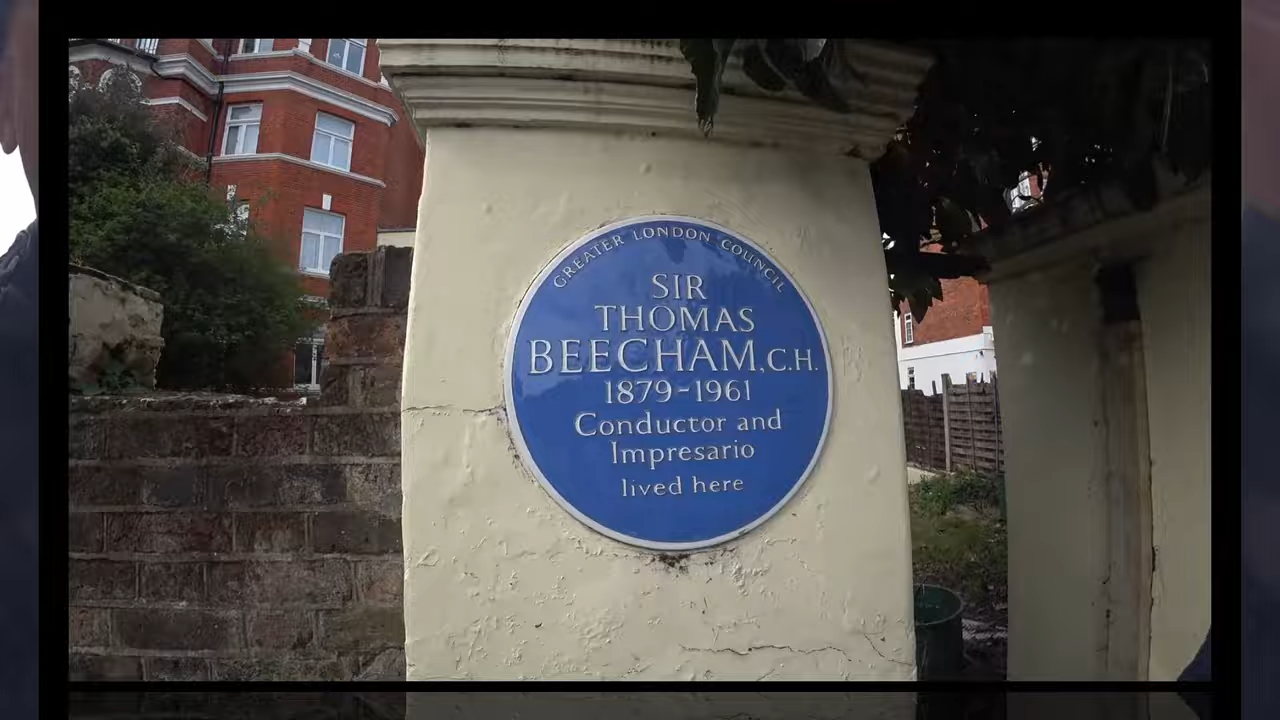 GREATER LONDON COUNCIL
SIR
THOMAS
BEECHAM, C.H.
1879-1961
Conductor and
Impresario
lived here